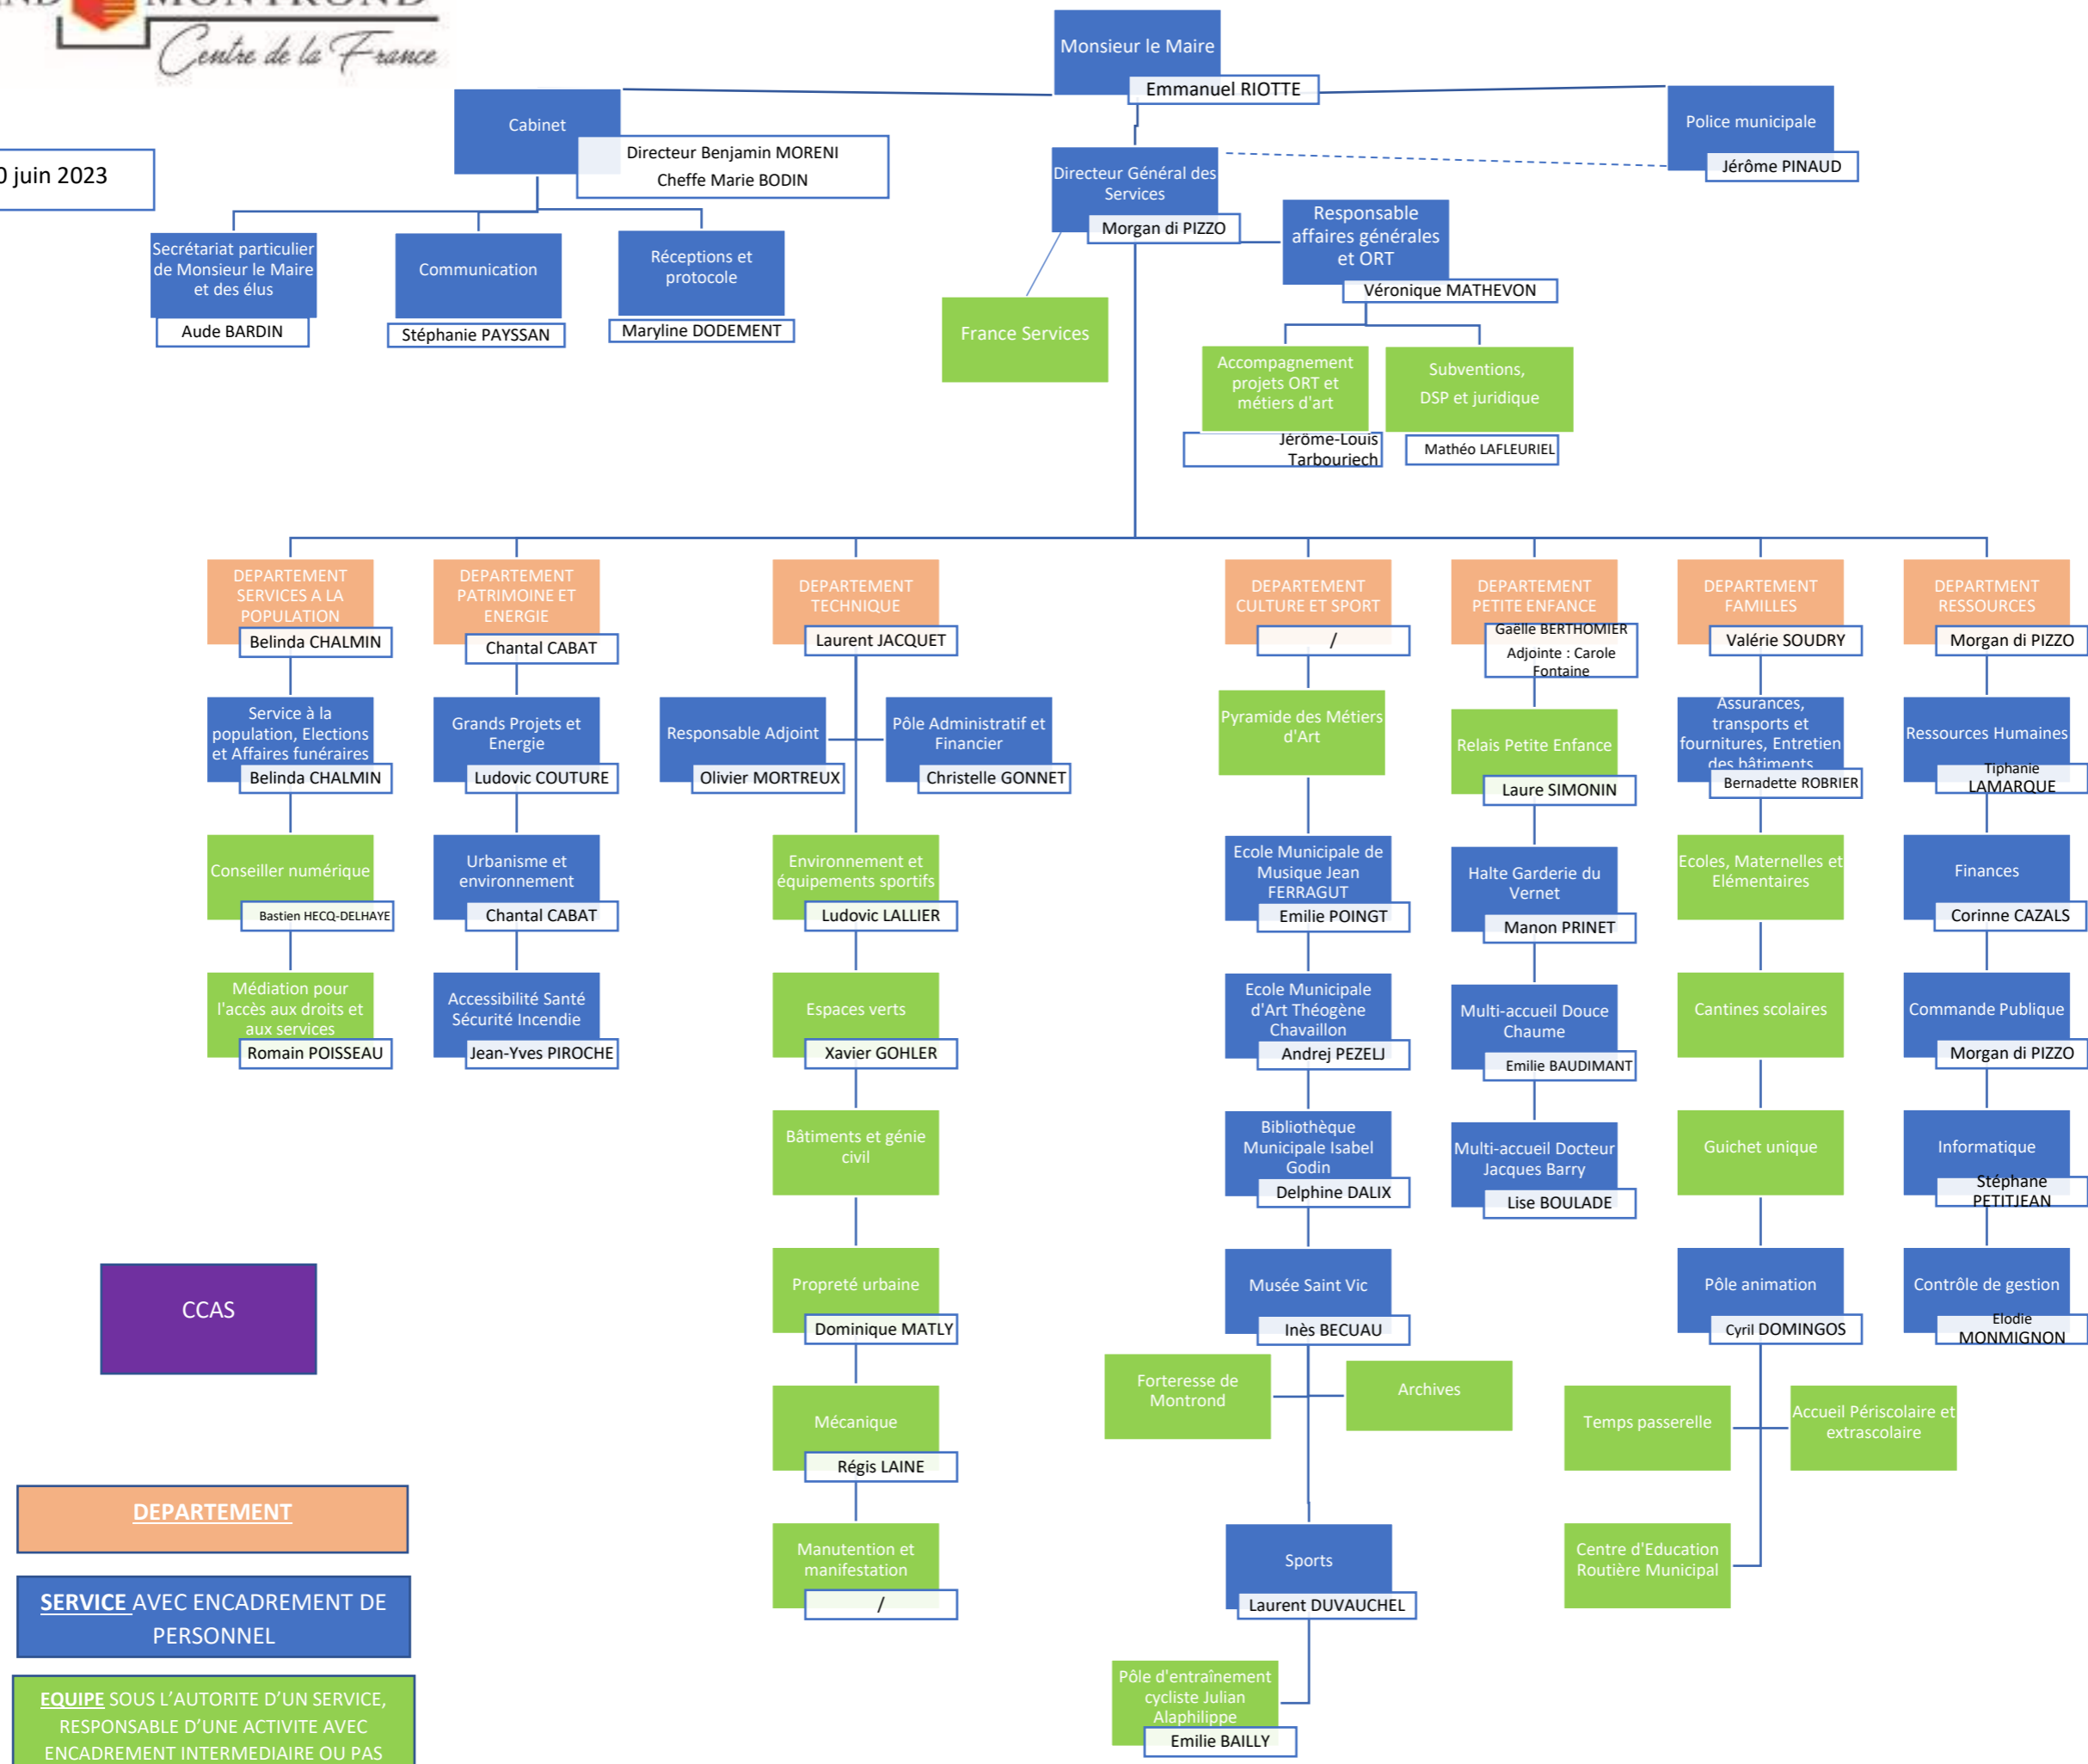 MONTROND
Centre de la France
juin 2023
Monsieur le Maire
Emmanuel RIOTTE
Cabinet
Directeur Benjamin MORENI
Cheffe Marie BODIN
Police municipale
Jérôme PINAUD
Directeur Général des
Services
Morgan di PIZZO
Secrétariat particulier
de Monsieur le Maire
et des élus
Aude BARDIN
Communication
Stéphanie PAYSSAN
Réceptions et
protocole
Maryline DODEMENT
Responsable
affaires générales
et ORT
Véronique MATHEVON
France Services
Accompagnement
projets ORT et
métiers d'art
Jérôme-Louis
Tarbouriech
Subventions,
DSP et juridique
Mathéo LAFLEURIEL
DEPARTEMENT
SERVICES A LA
POPULATION
Belinda CHALMIN
Service à la
population, Elections
et Affaires funéraires
Belinda CHALMIN
Conseiller numérique
Bastien HECQ-DELHAYE
Médiation pour
l'accès aux droits et
aux services
Romain POISSEAU
DEPARTEMENT
PATRIMOINE ET
ENERGIE
Chantal CABAT
Grands Projets et
Energie
Ludovic COUTURE
Urbanisme et
environnement
Chantal CABAT
Accessibilité Santé
Sécurité Incendie
Jean-Yves PIROCHE
DEPARTEMENT
TECHNIQUE
Laurent JACQUET
Responsable Adjoint
Olivier MORTREUX
Pôle Administratif et
Financier
Christelle GONNET
Environnement et
équipements sportifs
Ludovic LALLIER
Espaces verts
Xavier GOHLER
Bâtiments et génie
civil
Propreté urbaine
Dominique MATLY
Mécanique
Régis LAINE
Manutention et
manifestation
/
DEPARTEMENT
CULTURE ET SPORT
/
Pyramide des Métiers
d'Art
Ecole Municipale de
Musique Jean
FERRAGUT
Emilie POINGT
Ecole Municipale
d'Art Théogène
Chavaillon
Andrej PEZELJ
Bibliothèque
Municipale Isabel
Godin
Delphine DALIX
Musée Saint Vic
Inès BECUAU
Forteresse de
Montrond
Archives
Sports
Laurent DUVAUCHEL
Pôle d'entraînement
cycliste Julian
Alaphilippe
Emilie BAILLY
DEPARTEMENT
PETITE ENFANCE
Gaëlle BERTHOMIER
Adjointe : Carole
Fontaine
Relais Petite Enfance
Laure SIMONIN
Halte Garderie du
Vernet
Manon PRINET
Multi-accueil Douce
Chaume
Emilie BAUDIMANT
Multi-accueil Docteur
Jacques Barry
Lise BOULADE
DEPARTEMENT
FAMILLES
Valérie SOUDRY
Assurances,
transports et
fournitures, Entretien
des bâtiments
Bernadette ROBRIER
Ecoles, Maternelles et
Elémentaires
Cantines scolaires
Guichet unique
Pôle animation
Cyril DOMINGOS
Temps passerelle
Accueil Périscolaire et
extrascolaire
Centre d'Education
Routière Municipal
DEPARTMENT
RESSOURCES
Morgan di PIZZO
Ressources Humaines
Tiphanie
LAMARQUE
Finances
Corinne CAZALS
Commande Publique
Morgan di PIZZO
Informatique
Stéphane
PETITJEAN
Contrôle de gestion
Elodie
MONMIGNON
CCAS
DEPARTEMENT
SERVICE AVEC ENCADREMENT DE
PERSONNEL
EQUIPE SOUS L'AUTORITE D'UN SERVICE,
RESPONSABLE D'UNE ACTIVITE AVEC
ENCADREMENT INTERMEDIAIRE OU PAS